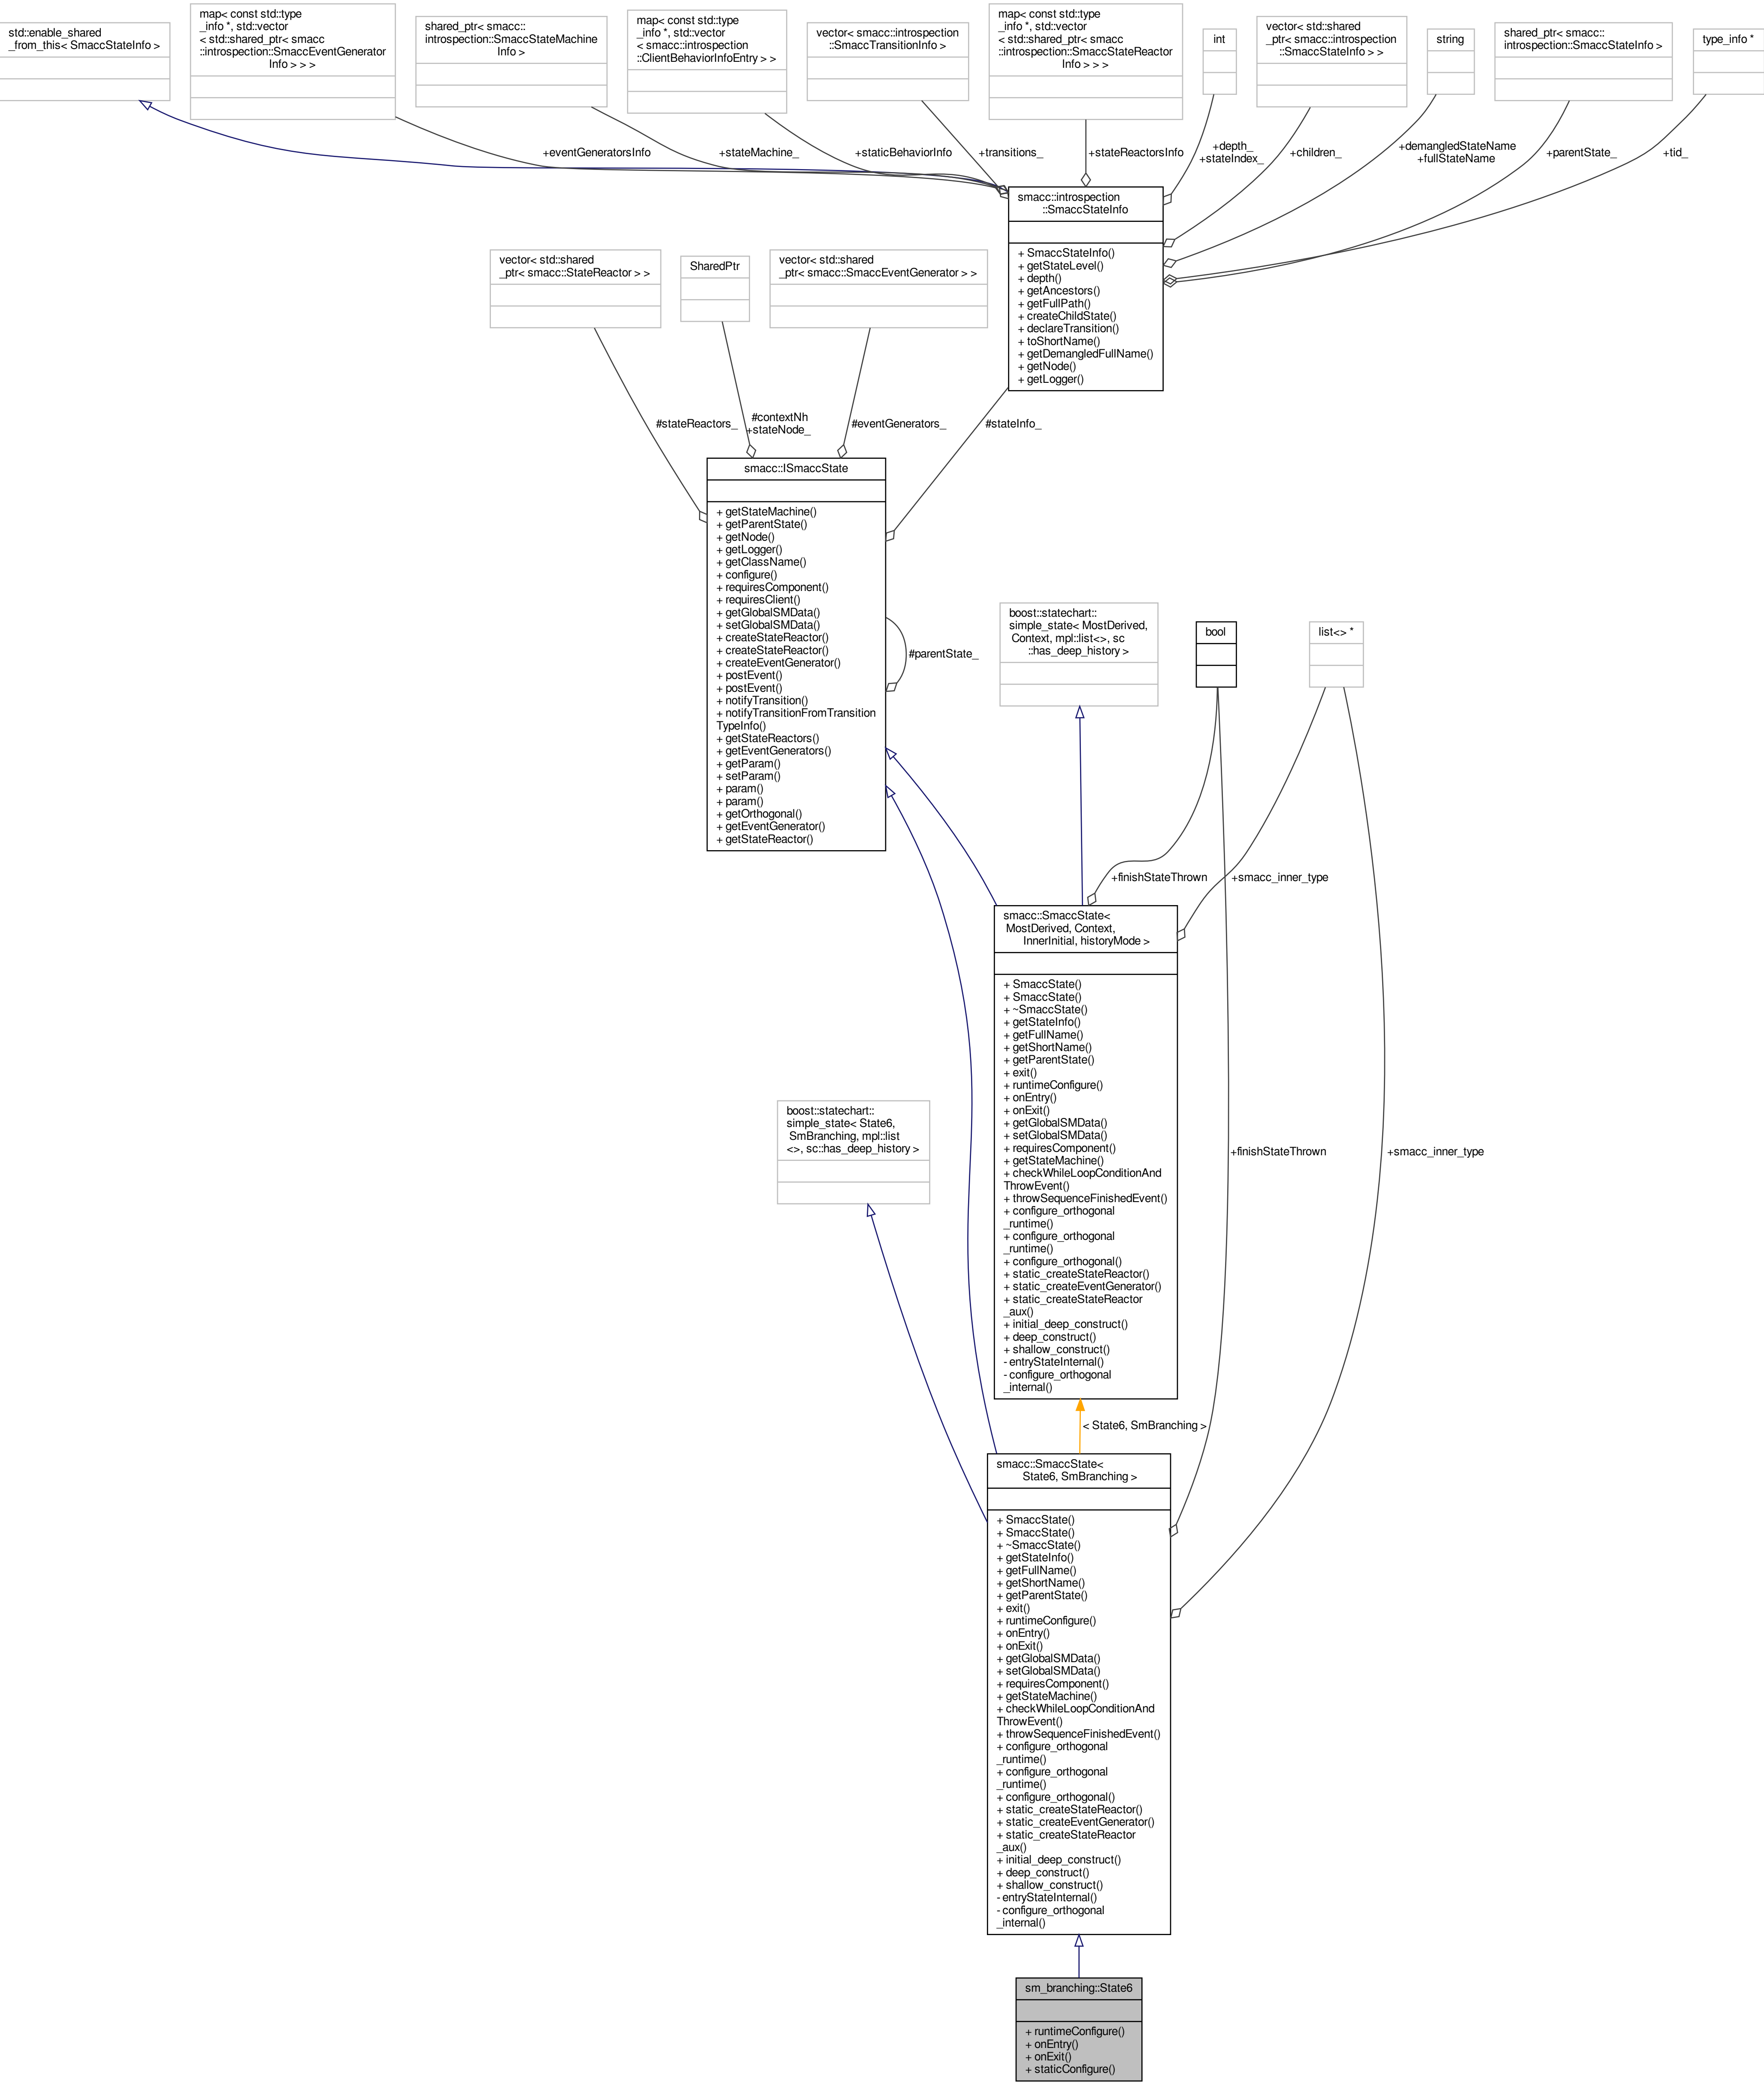 std::enable_shared
_from_this< SmaccStateInfo >
map< const std::type
_info *, std::vector
< std::shared_ptr< smacc
::introspection::SmaccEventGenerator
Info > > >
shared_ptr< smacc::
introspection::SmaccStateMachine
Info >
map< const std::type
_info *, std::vector
< smacc::introspection
::ClientBehaviorInfoEntry > >
vector< smacc::introspection
::SmaccTransitionInfo >
map< const std::type
_info *, std::vector
< std::shared_ptr< smacc
::introspection::SmaccStateReactor
Info > > >
int
vector< std::shared
_ptr< smacc::introspection
::SmaccStateInfo > >
string
shared_ptr< smacc::
introspection::SmaccStateInfo >
type_info *
+eventGeneratorsInfo
+stateMachine_
+staticBehaviorInfo
+transitions_
+stateReactorsInfo
+depth_
+stateIndex_
+children_
+demangledStateName
+fullStateName
+parentState_
+tid_
smacc::introspection
::SmaccStateInfo
+ SmaccStateInfo()
+ getStateLevel()
+ depth()
+ getAncestors()
+ getFullPath()
+ createChildState()
+ declareTransition()
+ toShortName()
+ getDemangledFullName()
+ getNode()
+ getLogger()
vector< std::shared
_ptr< smacc::StateReactor > >
SharedPtr
vector< std::shared
_ptr< smacc::SmaccEventGenerator > >
#stateReactors_
#contextNh
+stateNode_
#eventGenerators_
#stateInfo_
smacc::ISmaccState
+ getStateMachine()
+ getParentState()
+ getNode()
+ getLogger()
+ getClassName()
+ configure()
+ requiresComponent()
+ requiresClient()
+ getGlobalSMData()
+ setGlobalSMData()
+ createStateReactor()
+ createStateReactor()
+ createEventGenerator()
+ postEvent()
+ postEvent()
+ notifyTransition()
+ notifyTransitionFromTransition
TypeInfo()
+ getStateReactors()
+ getEventGenerators()
+ getParam()
+ setParam()
+ param()
+ param()
+ getOrthogonal()
+ getEventGenerator()
+ getStateReactor()
#parentState_
boost::statechart::
simple_state< MostDerived,
Context, mpl::list<>, sc
::has_deep_history >
bool
list<> *
+finishStateThrown
+smacc_inner_type
smacc::SmaccState<
MostDerived, Context,
InnerInitial, historyMode >
+ SmaccState()
+ SmaccState()
+ ~SmaccState()
+ getStateInfo()
+ getFullName()
+ getShortName()
+ getParentState()
+ exit()
+ runtimeConfigure()
+ onEntry()
+ onExit()
+ getGlobalSMData()
+ setGlobalSMData()
+ requiresComponent()
+ getStateMachine()
+ checkWhileLoopConditionAnd
ThrowEvent()
+ throwSequenceFinishedEvent()
+ configure_orthogonal
_runtime()
+ configure_orthogonal
_runtime()
+ configure_orthogonal()
+ static_createStateReactor()
+ static_createEventGenerator()
+ static_createStateReactor
_aux()
+ initial_deep_construct()
+ deep_construct()
+ shallow_construct()
- entryStateInternal()
- configure_orthogonal
_internal()
boost::statechart::
simple_state< State6,
SmBranching, mpl::list
<>, sc::has_deep_history >
+finishStateThrown
+smacc_inner_type
< State6, SmBranching >
smacc::SmaccState<
State6, SmBranching >
+ SmaccState()
+ SmaccState()
+ ~SmaccState()
+ getStateInfo()
+ getFullName()
+ getShortName()
+ getParentState()
+ exit()
+ runtimeConfigure()
+ onEntry()
+ onExit()
+ getGlobalSMData()
+ setGlobalSMData()
+ requiresComponent()
+ getStateMachine()
+ checkWhileLoopConditionAnd
ThrowEvent()
+ throwSequenceFinishedEvent()
+ configure_orthogonal
_runtime()
+ configure_orthogonal
_runtime()
+ configure_orthogonal()
+ static_createStateReactor()
+ static_createEventGenerator()
+ static_createStateReactor
_aux()
+ initial_deep_construct()
+ deep_construct()
+ shallow_construct()
- entryStateInternal()
- configure_orthogonal
_internal()
sm_branching::State6
+ runtimeConfigure()
+ onEntry()
+ onExit()
+ staticConfigure()